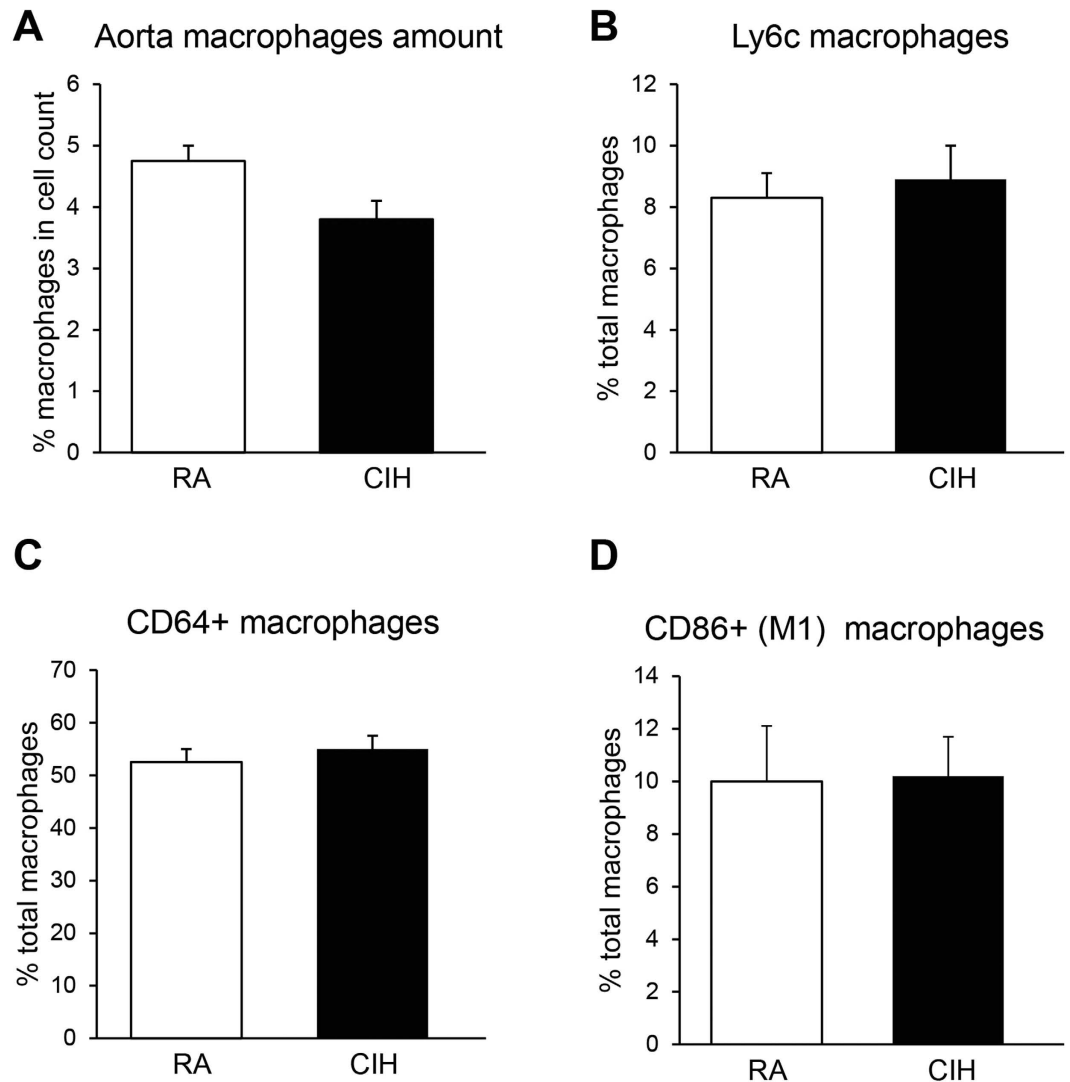 A
Aorta macrophages amount
% macrophages in cell count
6
5
4
3
2
1
0
RA
CIH
B
Ly6c macrophages
% total macrophages
12
10
8
6
4
2
0
RA
CIH
C
CD64+ macrophages
% total macrophages
70
60
50
40
30
20
10
0
RA
CIH
D
CD86+ (M1)  macrophages
% total macrophages
14
12
10
8
6
4
2
0
RA
CIH